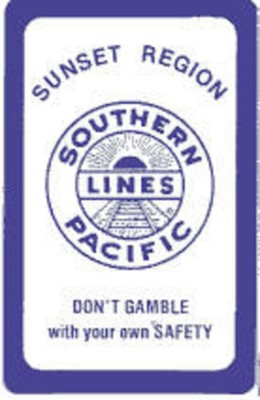 SUNSET REGION
SOUTHERN
LINES
PACIFIC
DON'T GAMBLE
with your own SAFETY